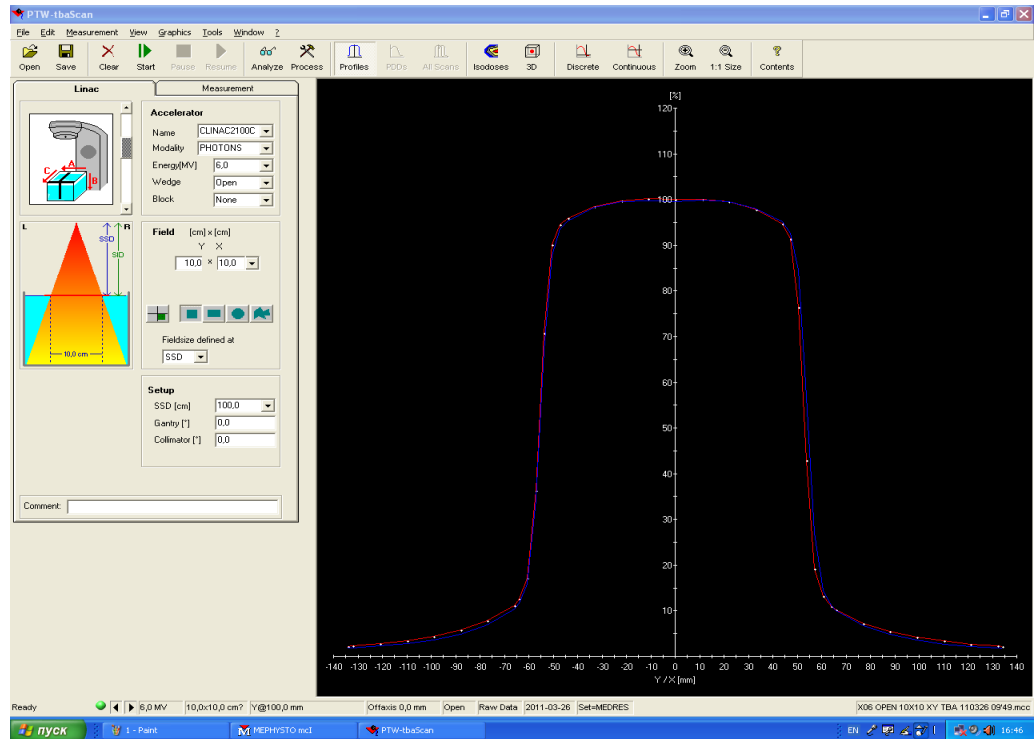 PTW-tbaScan
File Edit Measurement View Graphics Tools Window ?
Open Save Clear Start Pause Resume Analyze Process Profiles PDDs All Scans Isodoses 3D Discrete Continuous Zoom 1:1 Size Contents
Linac Measurement
A
C
B
Accelerator
Name CLINAC2100C
Modality PHOTONS
Energy[MV] 6,0
Wedge Open
Block None
L R
SSD
SID
10,0 cm
Field [cm] x [cm]
Y X
10,0 × 10,0
Fieldsize defined at
SSD
Setup
SSD [cm] 100,0
Gantry [°] 0,0
Collimator [°] 0,0
Comment:
[%]
120
110
100
90
80
70
60
50
40
30
20
10
-140 -130 -120 -110 -100 -90 -80 -70 -60 -50 -40 -30 -20 -10 0 10 20 30 40 50 60 70 80 90 100 110 120 130 140
Y / X [mm]
Ready 6,0 MV 10,0x10,0 cm? Y@100,0 mm Offaxis 0,0 mm Open Raw Data 2011-03-26 Set=MEDRES X06 OPEN 10X10 XY TBA 110326 09'49.mcc
пуск 1 - Paint MEPHYSTO mcI PTW-tbaScan EN 16:46